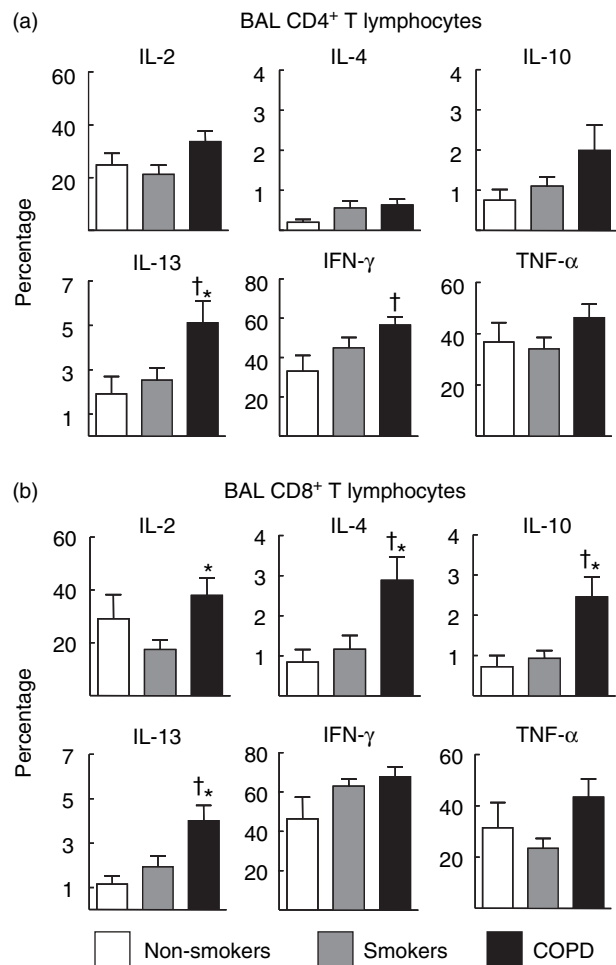 (a) BAL CD4⁺ T lymphocytes
IL-2 IL-4 IL-10
60 4 4
3 3
40
2 2
20
1 1
Percentage
IL-13 IFN-γ TNF-α
7 80 60
†* †
5 60
40
3 40
20
1 20
(b) BAL CD8⁺ T lymphocytes
IL-2 IL-4 IL-10
60 4 4
* †* †*
3 3
40
2 2
20
1 1
Percentage
IL-13 IFN-γ TNF-α
7 80 60
†*
5 60
40
4
3 40
20
1 20
Non-smokers Smokers COPD